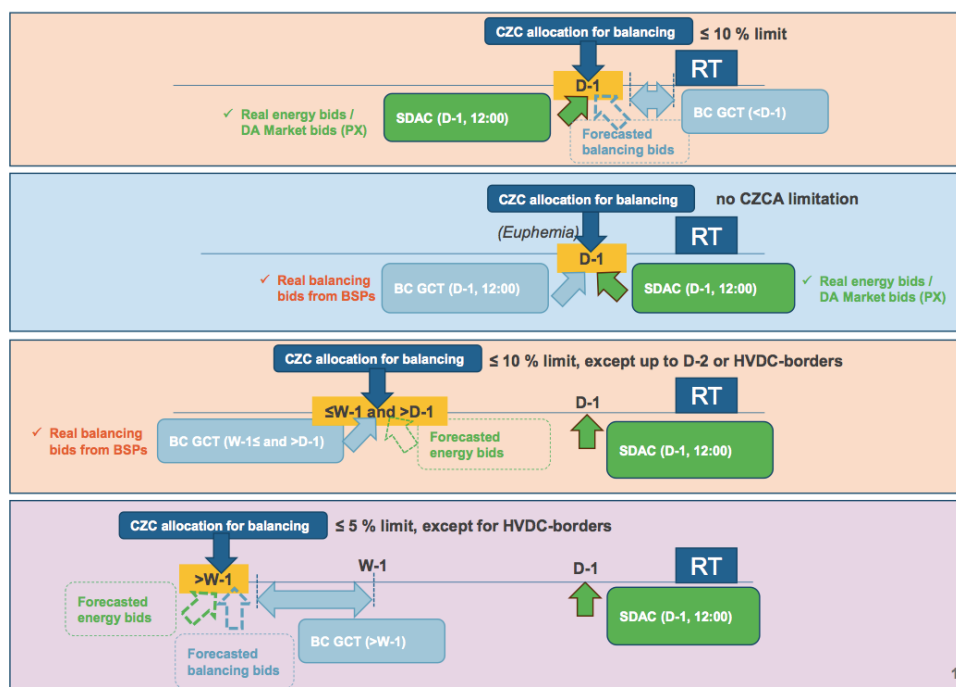 CZC allocation for balancing
≤ 10 % limit
RT
D-1
✓ Real energy bids /
DA Market bids (PX)
SDAC (D-1, 12:00)
BC GCT (<D-1)
Forecasted
balancing bids
CZC allocation for balancing
no CZCA limitation
(Euphemia)
RT
D-1
✓ Real balancing
bids from BSPs
BC GCT (D-1, 12:00)
SDAC (D-1, 12:00)
✓ Real energy bids /
DA Market bids (PX)
CZC allocation for balancing
≤ 10 % limit, except up to D-2 or HVDC-borders
≤W-1 and >D-1
D-1
RT
✓ Real balancing
bids from BSPs
BC GCT (W-1≤ and >D-1)
Forecasted
energy bids
SDAC (D-1, 12:00)
CZC allocation for balancing
≤ 5 % limit, except for HVDC-borders
>W-1
W-1
D-1
RT
Forecasted
energy bids
Forecasted
balancing bids
BC GCT (>W-1)
SDAC (D-1, 12:00)